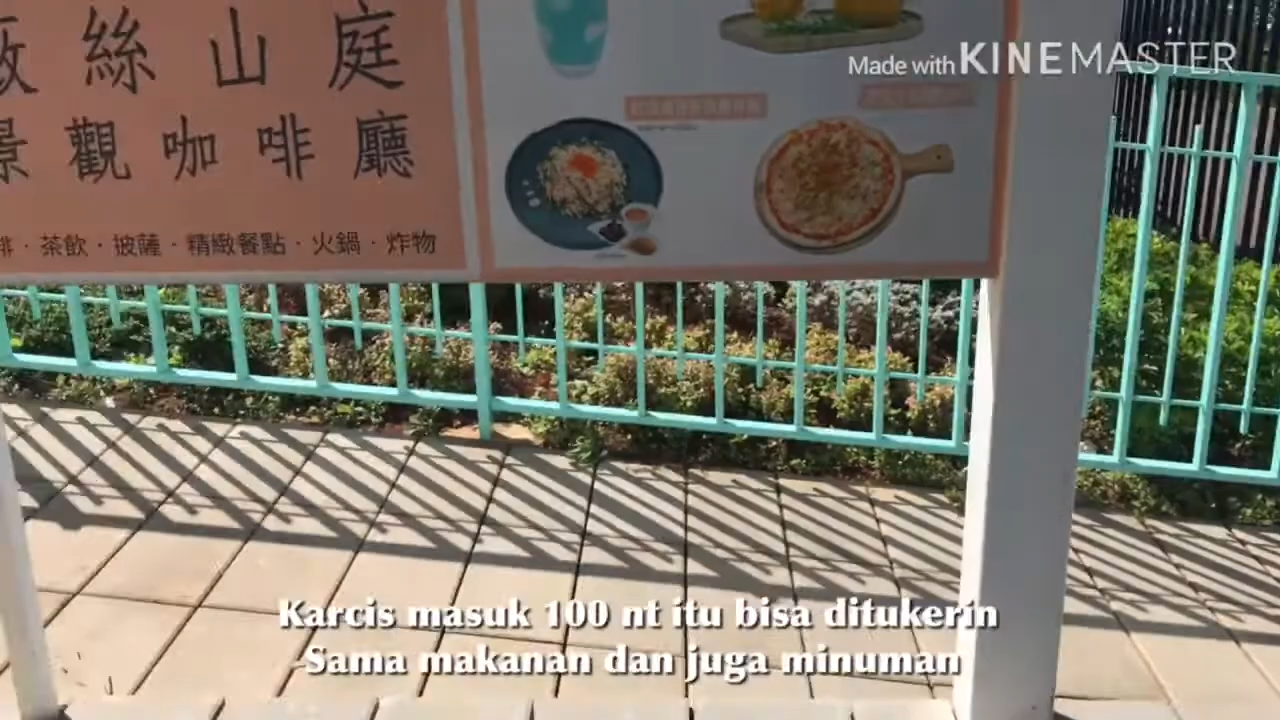 絲山庭
景觀咖啡廳
啡·茶飲·披薩·精緻餐點·火鍋·炸物
Made with KINEMASTER
Karcis masuk 100 nt itu bisa ditukerin
Sama makanan dan juga minuman